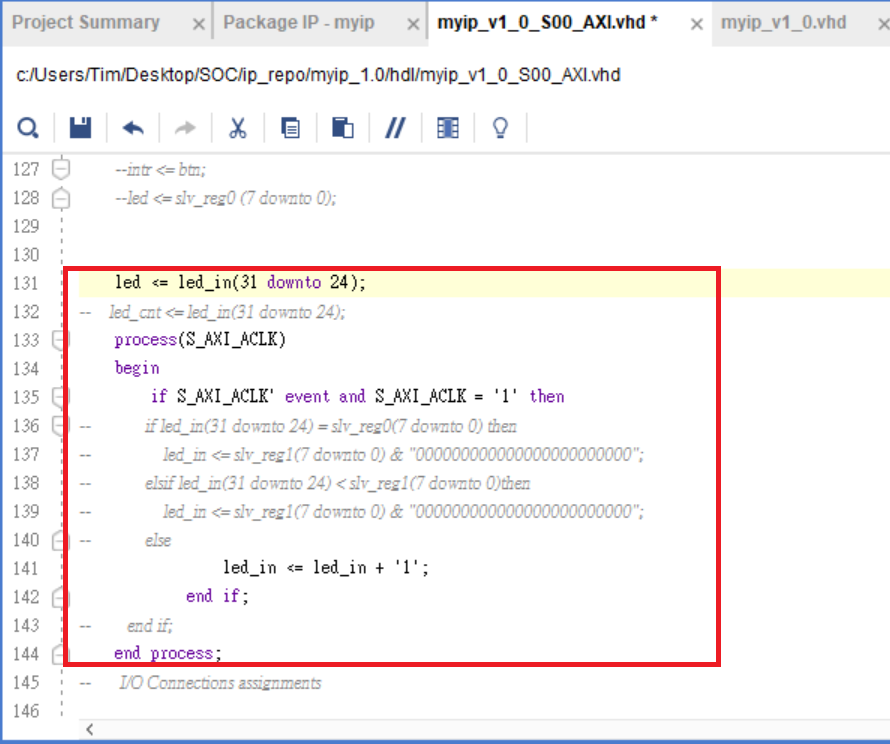 Project Summary × Package IP - myip × myip_v1_0_S00_AXI.vhd * × myip_v1_0.vhd ×
c:/Users/Tim/Desktop/SOC/ip_repo/myip_1.0/hdl/myip_v1_0_S00_AXI.vhd
127 --intr <= btn;
128 --led <= slv_reg0 (7 downto 0);
129
130
131 led <= led_in(31 downto 24);
132 -- led_cnt <= led_in(31 downto 24);
133 process(S_AXI_ACLK)
134 begin
135 if S_AXI_ACLK' event and S_AXI_ACLK = '1' then
136 -- if led_in(31 downto 24) = slv_reg0(7 downto 0) then
137 -- led_in <= slv_reg1(7 downto 0) & "000000000000000000000000";
138 -- elsif led_in(31 downto 24) < slv_reg1(7 downto 0)then
139 -- led_in <= slv_reg1(7 downto 0) & "000000000000000000000000";
140 -- else
141 led_in <= led_in + '1';
142 end if;
143 -- end if;
144 end process;
145 -- I/O Connections assignments
146